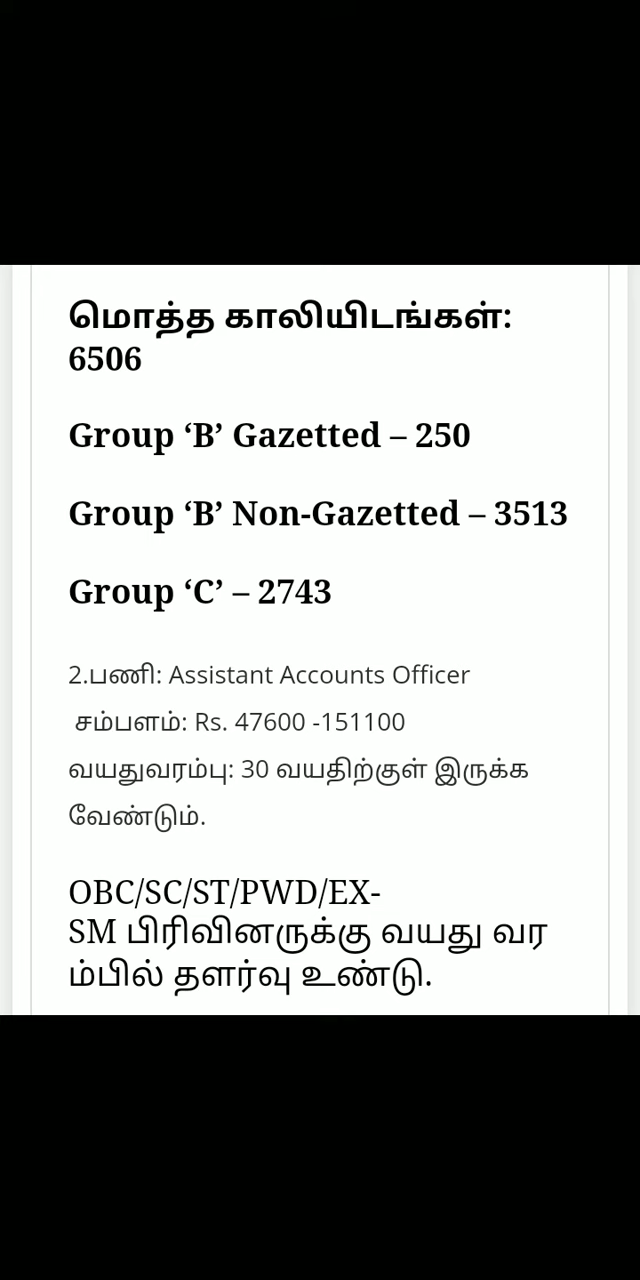 மொத்த காலியிடங்கள்:
6506
Group ‘B’ Gazetted – 250
Group ‘B’ Non-Gazetted – 3513
Group ‘C’ – 2743
2.பணி: Assistant Accounts Officer
சம்பளம்: Rs. 47600 -151100
வயதுவரம்பு: 30 வயதிற்குள் இருக்க
வேண்டும்.
OBC/SC/ST/PWD/EX-
SM பிரிவினருக்கு வயது வர
ம்பில் தளர்வு உண்டு.